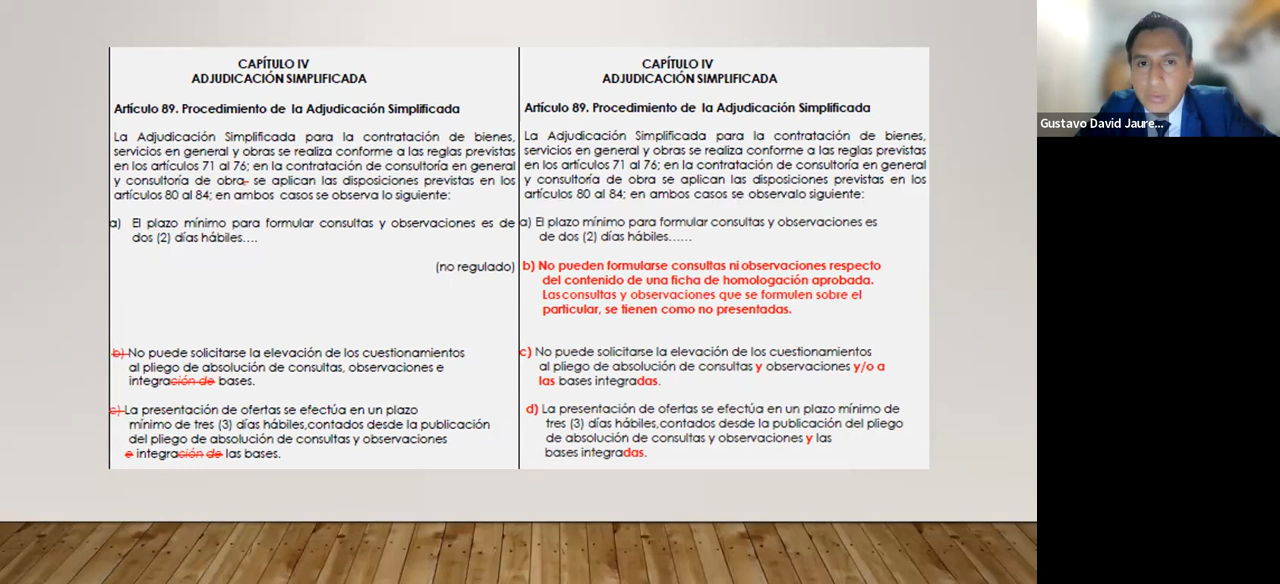 CAPÍTULO IV
ADJUDICACIÓN SIMPLIFICADA
Artículo 89. Procedimiento de la Adjudicación Simplificada
La Adjudicación Simplificada para la contratación de bienes,
servicios en general y obras se realiza conforme a las reglas previstas
en los artículos 71 al 76; en la contratación de consultoría en general
y consultoría de obra, se aplican las disposiciones previstas en los
artículos 80 al 84; en ambos casos se observa lo siguiente:
a) El plazo mínimo para formular consultas y observaciones es de
dos (2) días hábiles....
(no regulado)
b) No puede solicitarse la elevación de los cuestionamientos
al pliego de absolución de consultas, observaciones e
integración de bases.
c) La presentación de ofertas se efectúa en un plazo
mínimo de tres (3) días hábiles,contados desde la publicación
del pliego de absolución de consultas y observaciones
e integración de las bases.
CAPÍTULO IV
ADJUDICACIÓN SIMPLIFICADA
Artículo 89. Procedimiento de la Adjudicación Simplificada
La Adjudicación Simplificada para la contratación de bienes,
servicios en general y obras se realiza conforme a las reglas previstas
en los artículos 71 al 76; en la contratación de consultoría en general
y consultoría de obra se aplican las disposiciones previstas en los
artículos 80 al 84; en ambos casos se observalo siguiente:
a) El plazo mínimo para formular consultas y observaciones es
de dos (2) días hábiles......
b) No pueden formularse consultas ni observaciones respecto
del contenido de una ficha de homologación aprobada.
Lasconsultas y observaciones que se formulen sobre el
particular, se tienen como no presentadas.
c) No puede solicitarse la elevación de los cuestionamientos
al pliego de absolución de consultas y observaciones y/o a
las bases integradas.
d) La presentación de ofertas se efectúa en un plazo mínimo de
tres (3) días hábiles,contados desde la publicación del pliego
de absolución de consultas y observaciones y las
bases integradas.
Gustavo David Jaure...